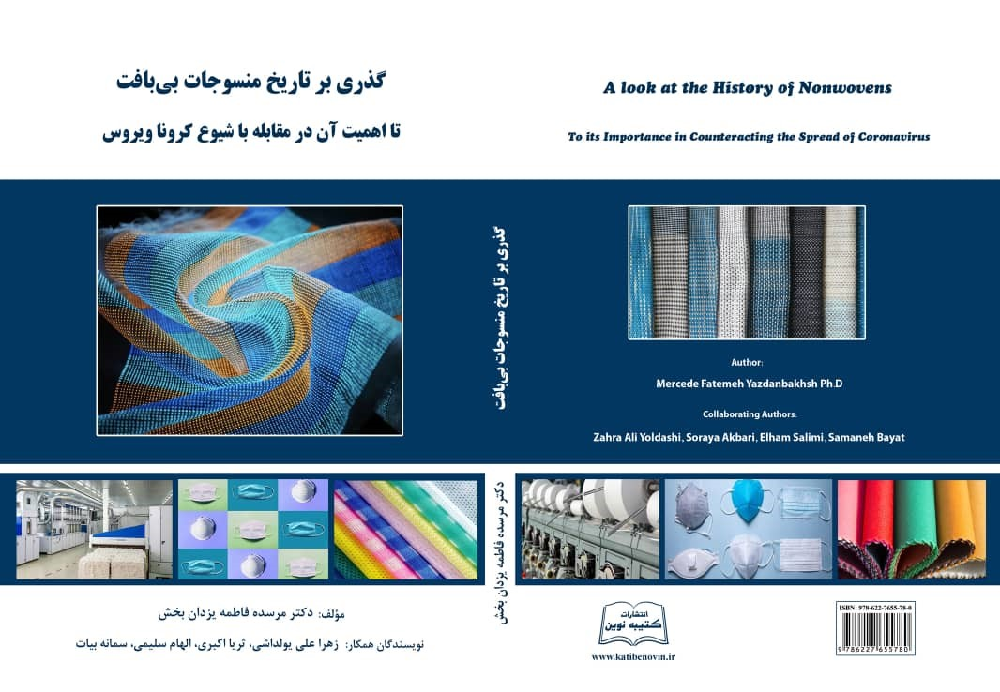 گذری بر تاریخ منسوجات بی‌بافت
تا اهمیت آن در مقابله با شیوع کرونا ویروس
مؤلف: دکتر مرسده فاطمه یزدان بخش
نویسندگان همکار: زهرا علی یولداشی، ثریا اکبری، الهام سلیمی، سمانه بیات
گذری بر تاریخ منسوجات بی‌بافت
دکتر مرسده فاطمه یزدان بخش
A look at the History of Nonwovens
To its Importance in Counteracting the Spread of Coronavirus
Author:
Mercede Fatemeh Yazdanbakhsh Ph.D
Collaborating Authors:
Zahra Ali Yoldashi, Soraya Akbari, Elham Salimi, Samaneh Bayat
انتشارات
کتیبه نوین
www.katibenovin.ir
ISBN: 978-622-7655-78-0
9 786227 655780